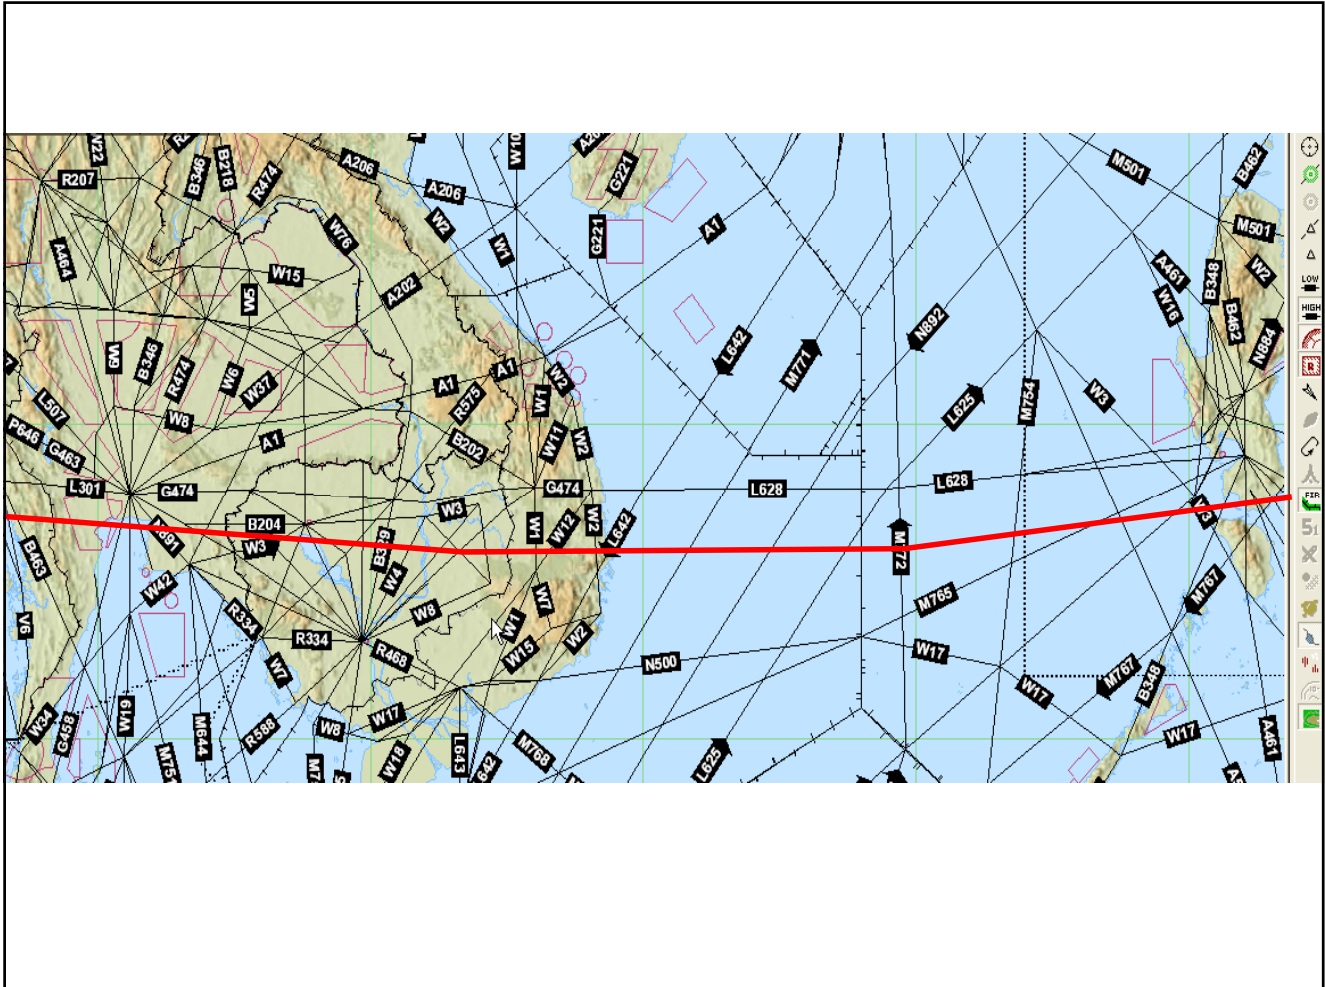 R207
B346
B218
R474
A206
A206
W10
G221
M501
B462
A464
W76
W2
W1
G221
A1
M501
W15
W5
A202
A461
B348
W2
W16
B462
N884
L642
M771
N892
B346
R474
W6
W37
A1
A1
W2
R575
W1
L625
M754
W3
L507
P646
G463
W8
A1
B202
W11
W2
L301
G474
W3
G474
L628
L628
B204
W3
W1
W12
W2
L642
W3
B463
W42
W4
W8
W7
W1
M765
M767
V6
R334
R334
R468
W15
W2
N500
W17
W7
M767
B348
W17
W34
G458
W19
M644
R588
W8
W17
W18
L643
M768
L625
W17
A461
LOW
HIGH
R
FIR